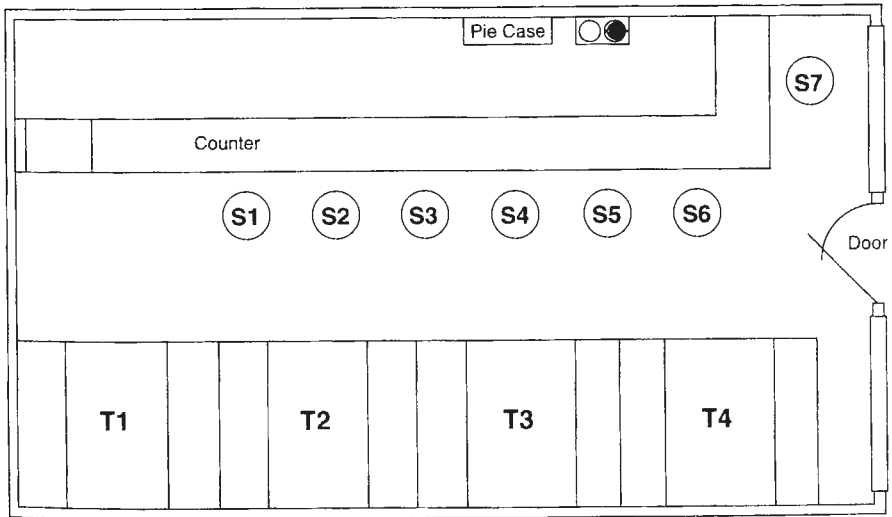 Pie Case
S7
Counter
S1 S2 S3 S4 S5 S6
Door
T1 T2 T3 T4